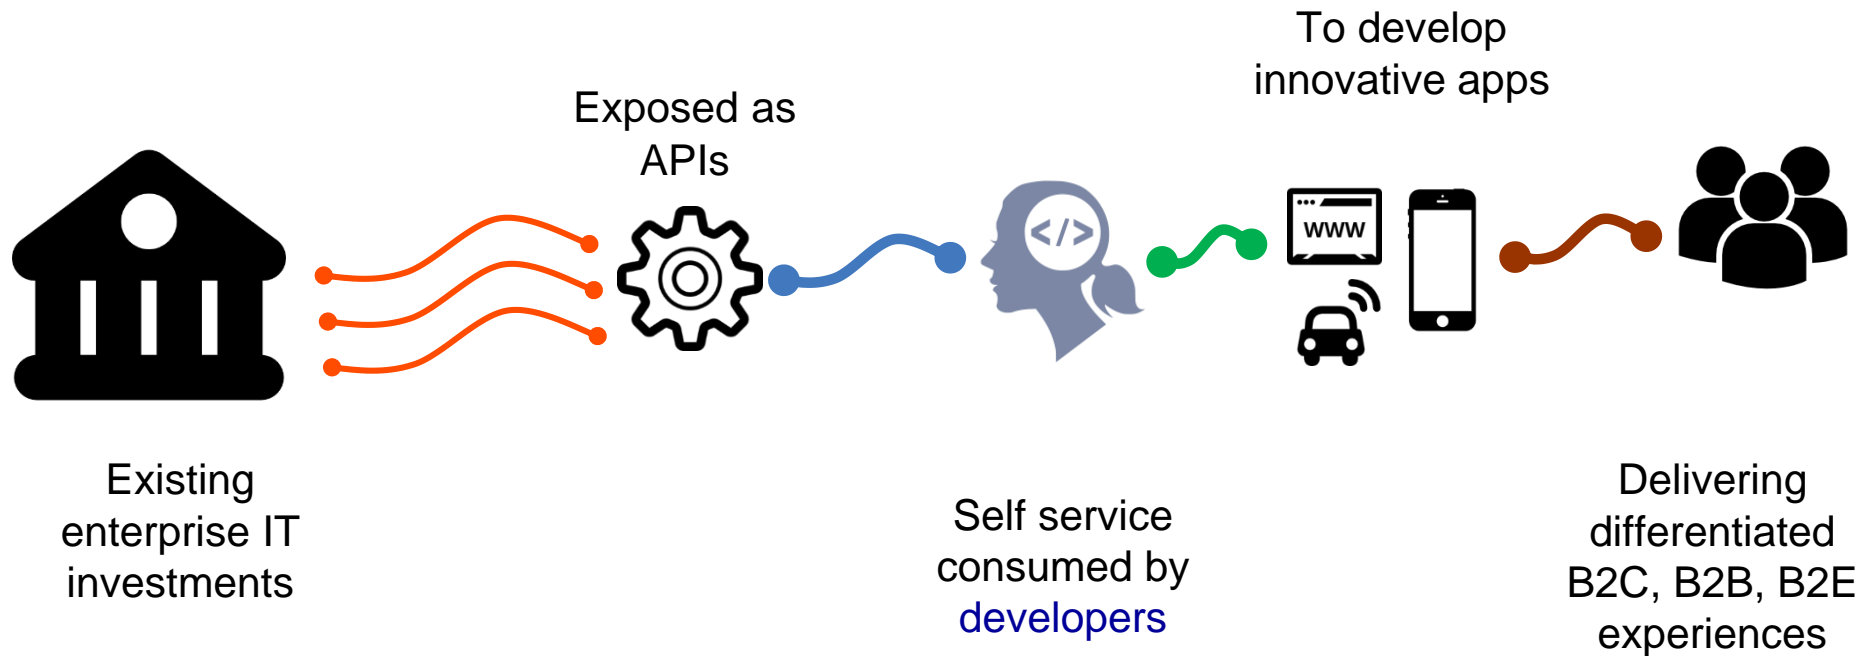 Existing
enterprise IT
investments
Exposed as
APIs
</>
Self service
consumed by
developers
To develop
innovative apps
www
Delivering
differentiated
B2C, B2B, B2E
experiences